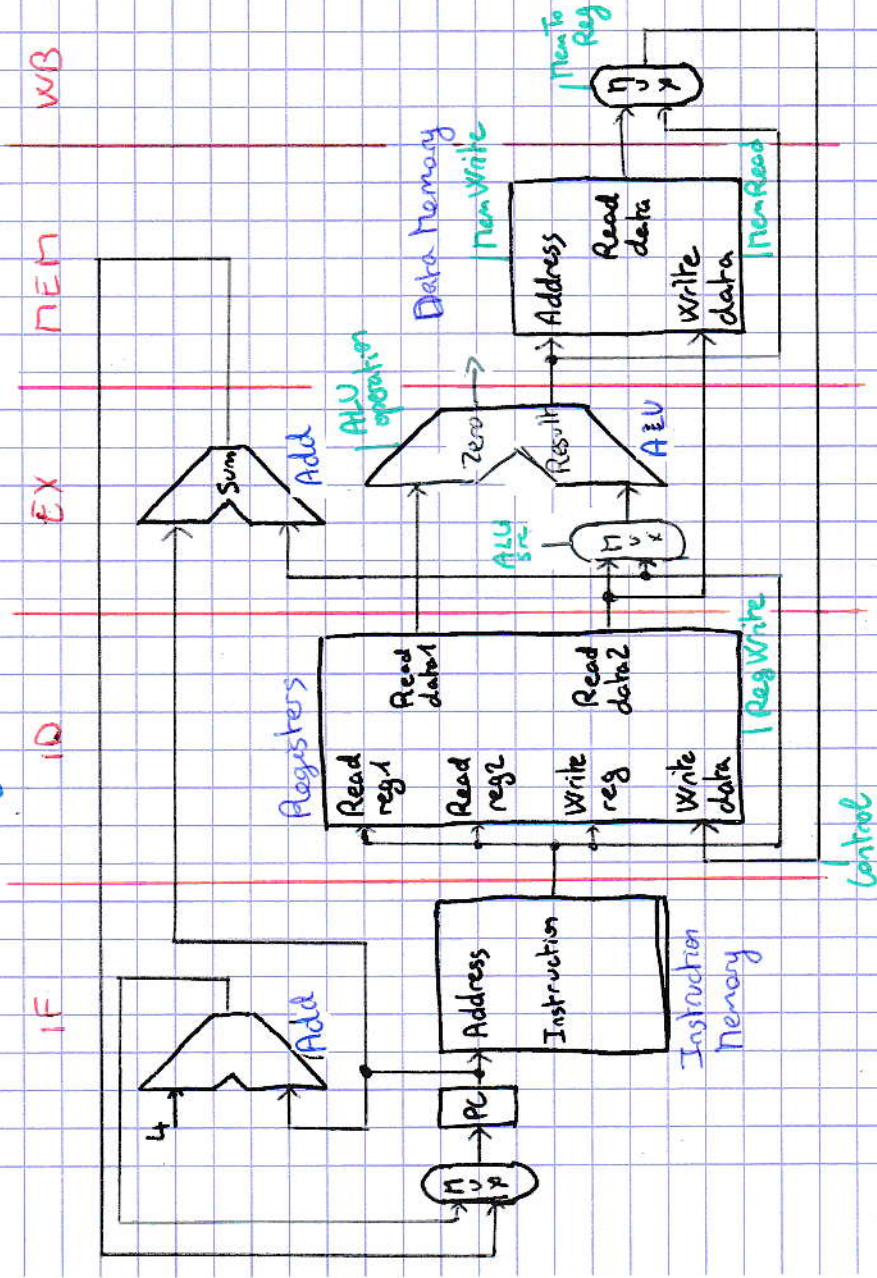 IF
ID
EX
MEM
WB
4
Add
M
u
x
PC
Address
Instruction
Instruction
Memory
Registers
Read
reg1
Read
reg2
Write
reg
Write
data
Read
data1
Read
data2
RegWrite
Control
Sum
Add
ALU
src
M
u
x
ALU
operation
Zero
Result
ALU
Data Memory
MemWrite
Address
Read
data
Write
data
MemRead
MemTo
Reg
M
u
x